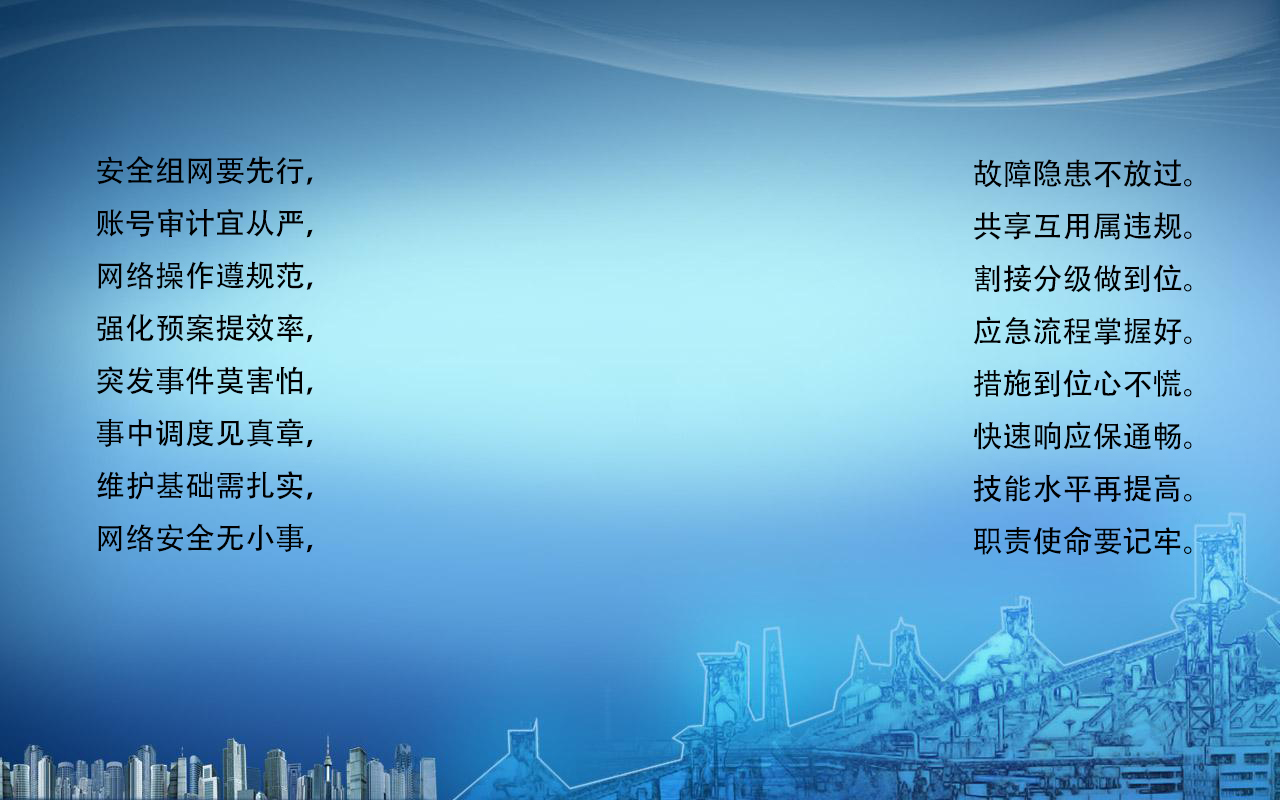 安全组网要先行,
故障隐患不放过。
账号审计宜从严,
共享互用属违规。
网络操作遵规范,
割接分级做到位。
强化预案提效率,
应急流程掌握好。
突发事件莫害怕,
措施到位心不慌。
事中调度见真章,
快速响应保通畅。
维护基础需扎实,
技能水平再提高。
网络安全无小事,
职责使命要记牢。